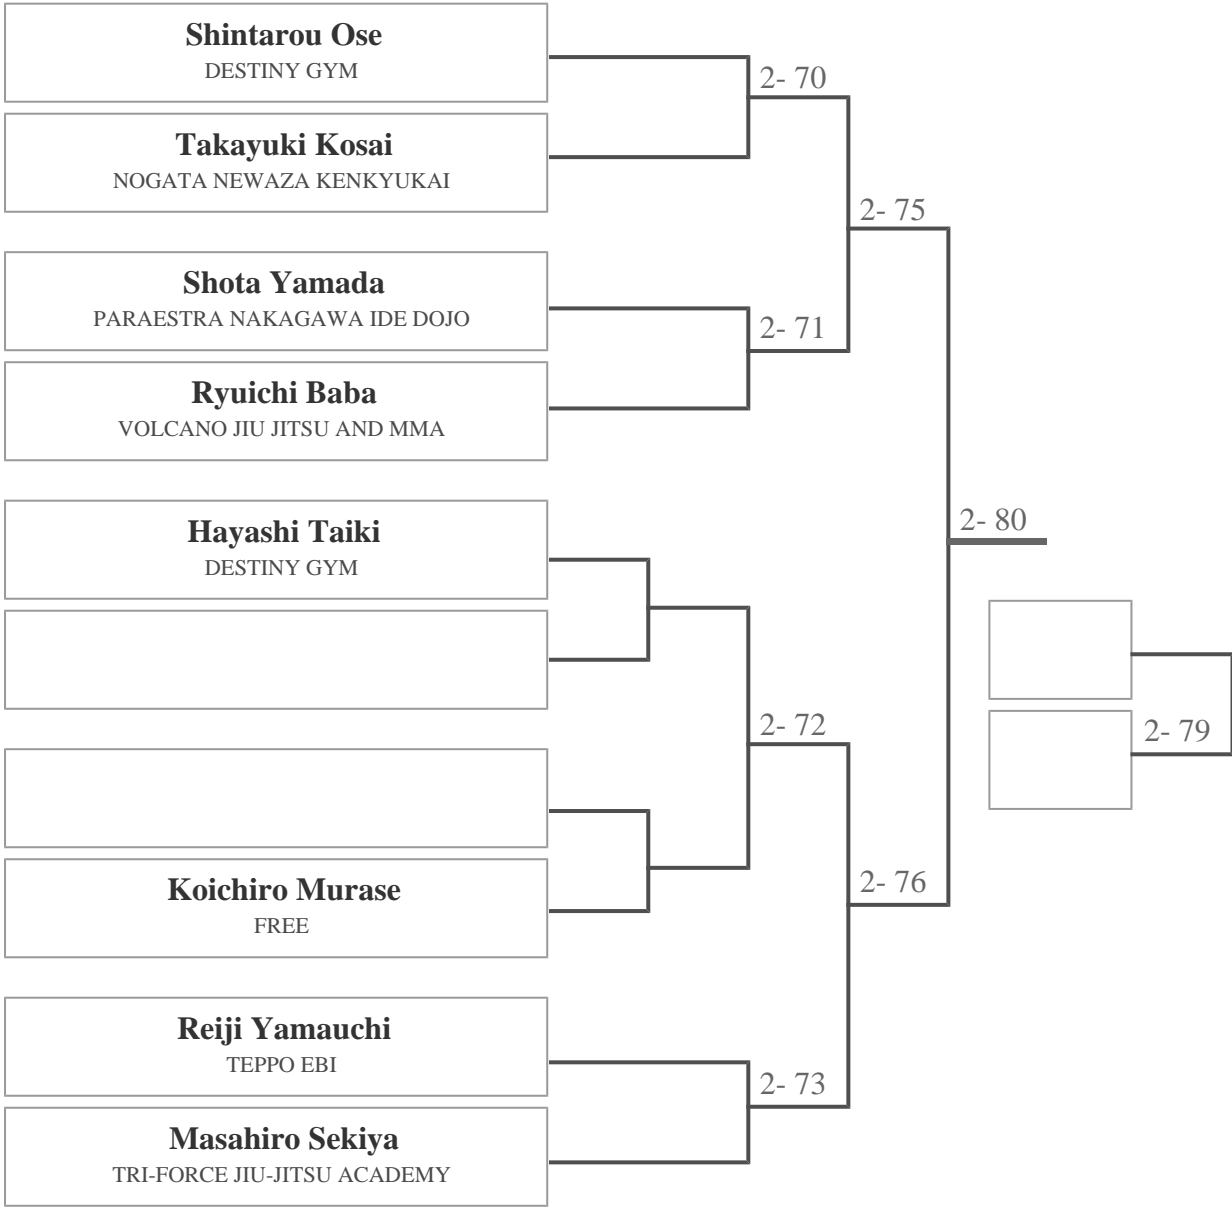 Shintarou Ose
DESTINY GYM
2- 70
Takayuki Kosai
NOGATA NEWAZA KENKYUKAI
2- 75
Shota Yamada
PARAESTRA NAKAGAWA IDE DOJO
2- 71
Ryuichi Baba
VOLCANO JIU JITSU AND MMA
Hayashi Taiki
DESTINY GYM
2- 80
2- 72
2- 79
Koichiro Murase
FREE
2- 76
Reiji Yamauchi
TEPPO EBI
2- 73
Masahiro Sekiya
TRI-FORCE JIU-JITSU ACADEMY